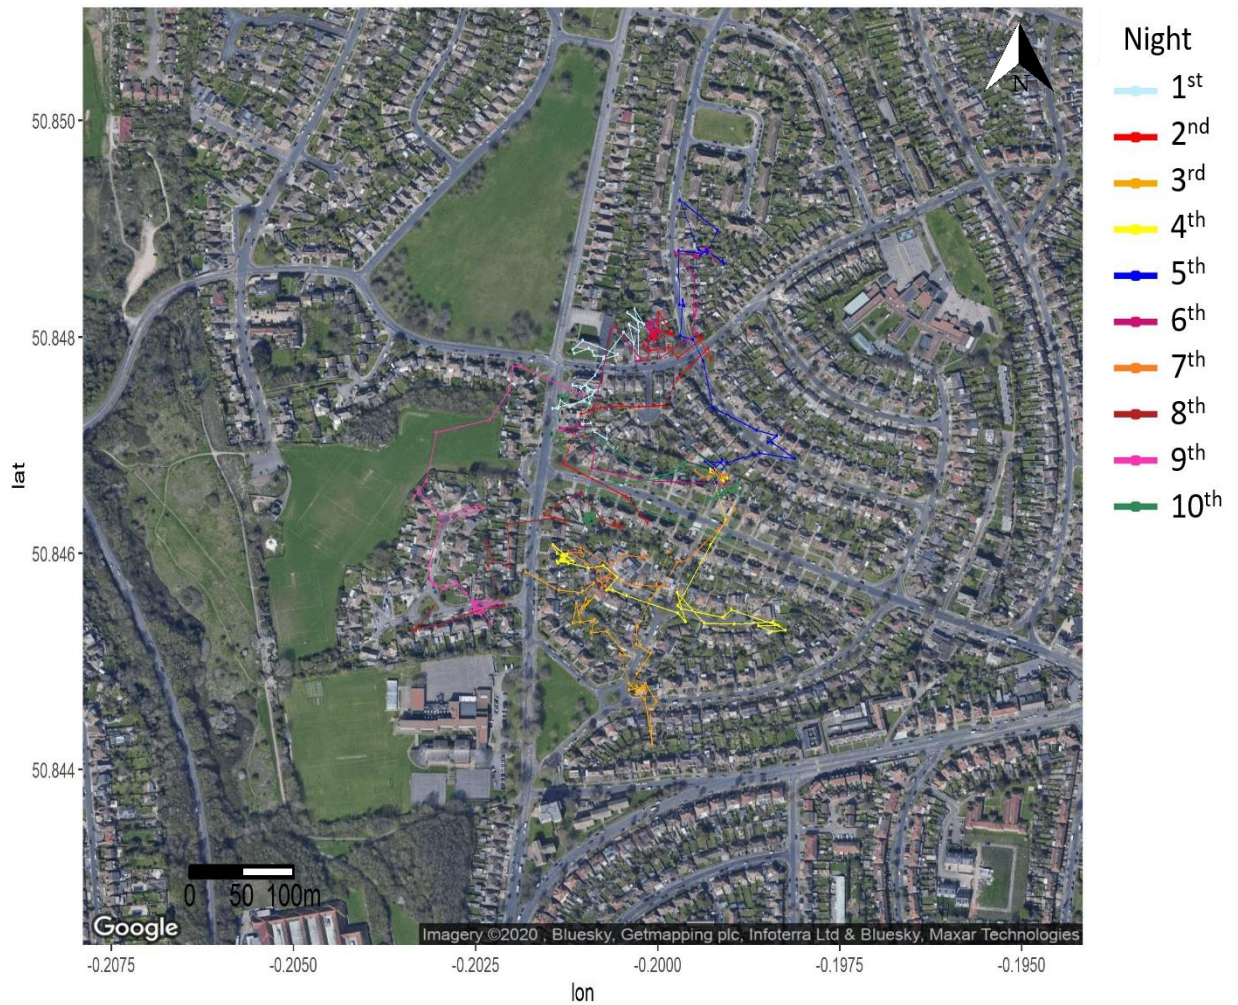 Night
1st
2nd
3rd
4th
5th
6th
7th
8th
9th
10th
N
50.850
50.848
50.846
50.844
lat
0 50 100m
Google
Imagery ©2020 , Bluesky, Getmapping plc, Infoterra Ltd & Bluesky, Maxar Technologies
-0.2075 -0.2050 -0.2025 -0.2000 -0.1975 -0.1950
lon